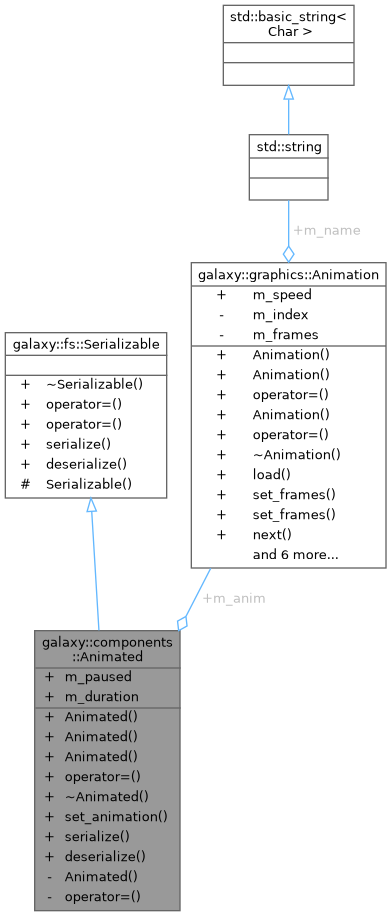 std::basic_string<
Char >
std::string
+m_name
galaxy::graphics::Animation
+ m_speed
- m_index
- m_frames
+ Animation()
+ Animation()
+ operator=()
+ Animation()
+ operator=()
+ ~Animation()
+ load()
+ set_frames()
+ set_frames()
+ next()
and 6 more...
galaxy::fs::Serializable
+ ~Serializable()
+ operator=()
+ operator=()
+ serialize()
+ deserialize()
# Serializable()
+m_anim
galaxy::components
::Animated
+ m_paused
+ m_duration
+ Animated()
+ Animated()
+ Animated()
+ operator=()
+ ~Animated()
+ set_animation()
+ serialize()
+ deserialize()
- Animated()
- operator=()